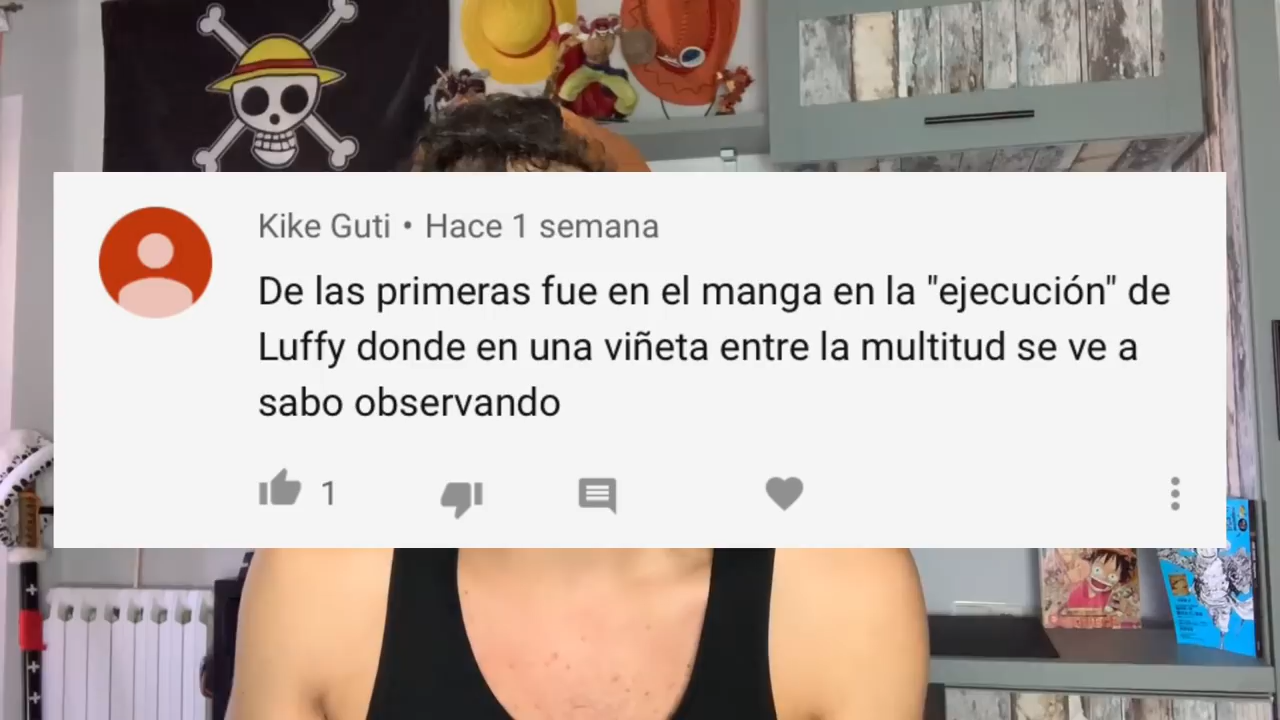 Kike Guti • Hace 1 semana
De las primeras fue en el manga en la "ejecución" de
Luffy donde en una viñeta entre la multitud se ve a
sabo observando
1